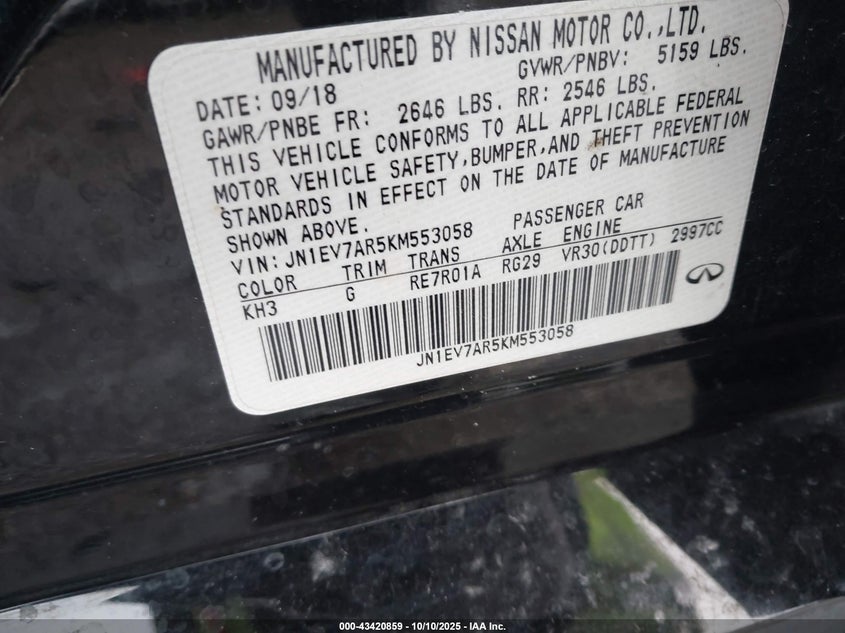 MANUFACTURED BY NISSAN MOTOR CO.,LTD.
DATE: 09/18 GVWR/PNBV: 5159 LBS.
GAWR/PNBE FR: 2646 LBS. RR: 2546 LBS.
THIS VEHICLE CONFORMS TO ALL APPLICABLE FEDERAL
MOTOR VEHICLE SAFETY,BUMPER,AND THEFT PREVENTION
STANDARDS IN EFFECT ON THE DATE OF MANUFACTURE
SHOWN ABOVE.
VIN: JN1EV7AR5KM553058 PASSENGER CAR
COLOR TRIM TRANS AXLE ENGINE
KH3 G RE7R01A RG29 VR30(DDTT) 2997CC
JN1EV7AR5KM553058
000-43420859 | 10/10/2025 - IAA Inc.